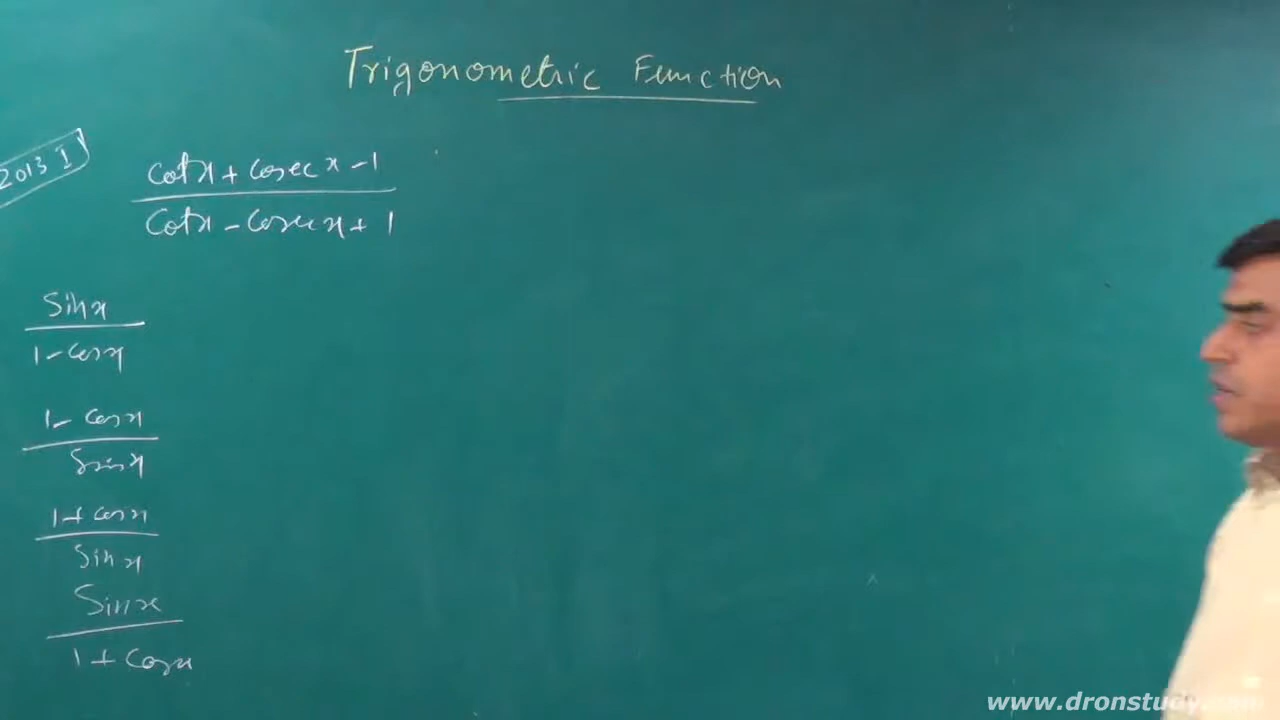 Trigonometric Function
2013 I
cotx + cosec x - 1
cotx - cosecx + 1
Sinx
1 - cosx
1 - cosx
Sinx
1 + cosx
Sinx
Sinx
1 + cosx
www.dronstudy.com